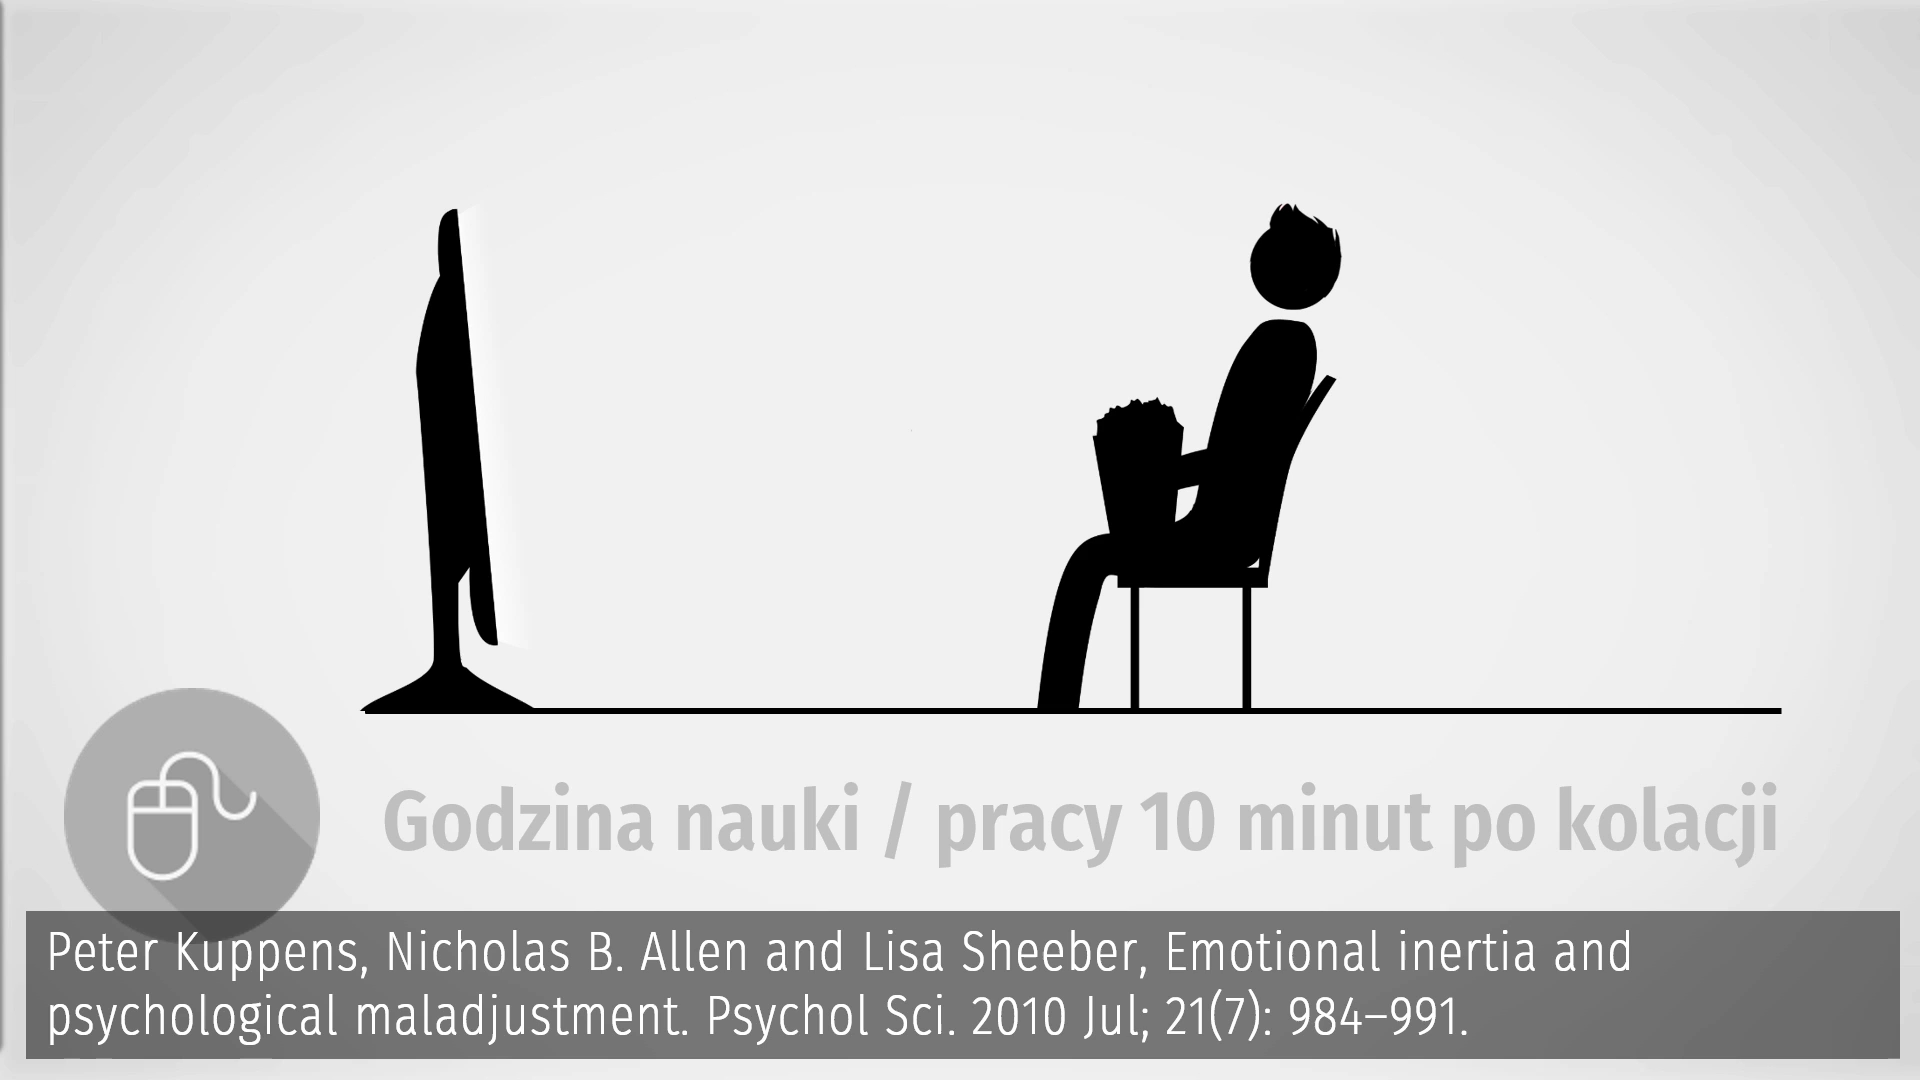 Godzina nauki / pracy 10 minut po kolacji
Peter Kuppens, Nicholas B. Allen and Lisa Sheeber, Emotional inertia and
psychological maladjustment. Psychol Sci. 2010 Jul; 21(7): 984–991.